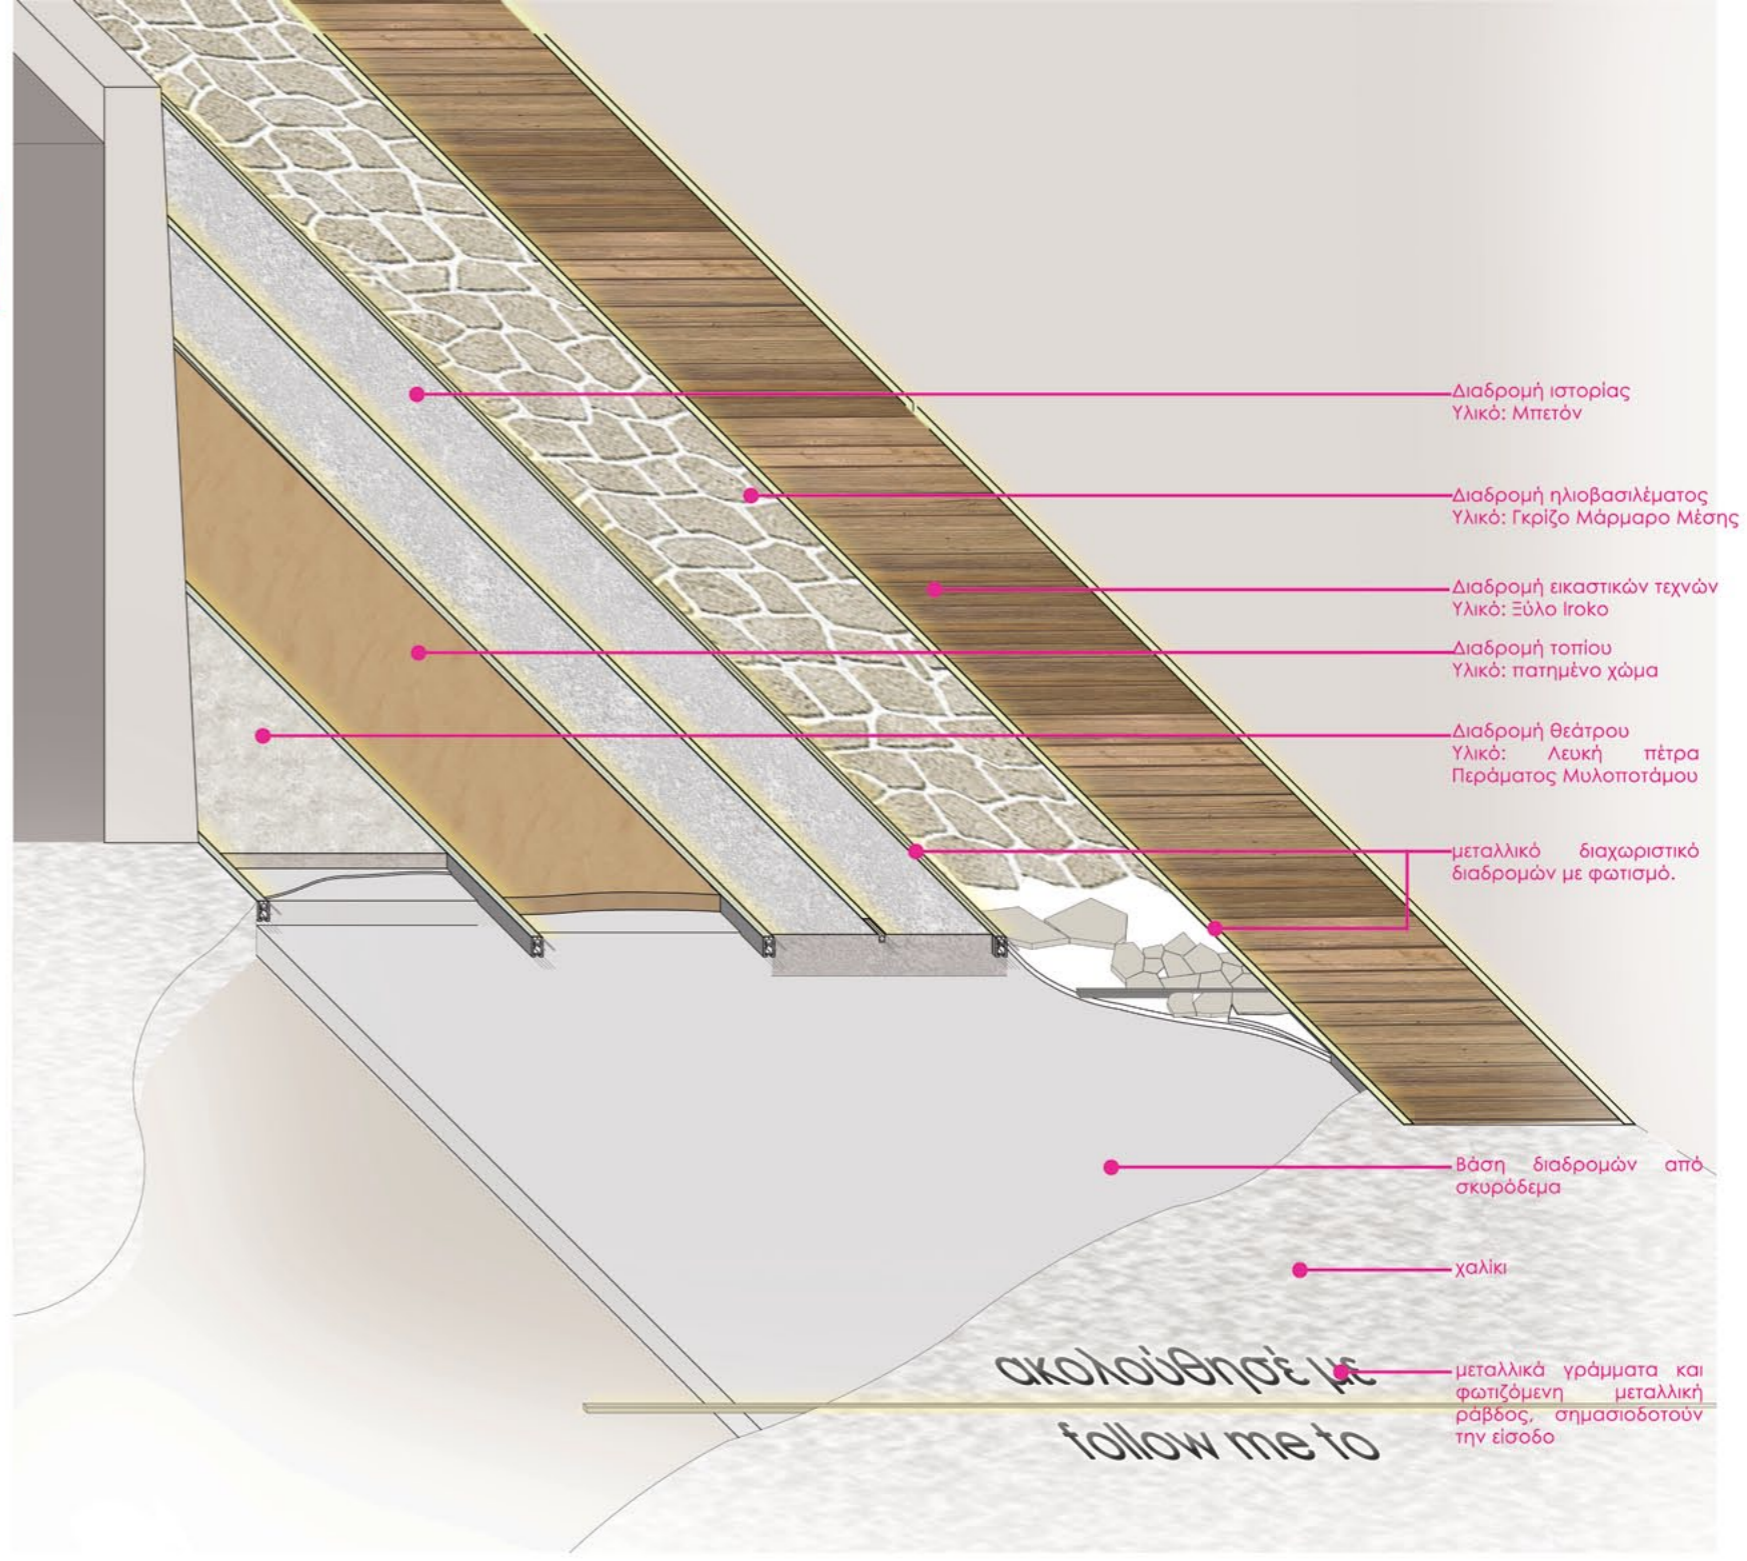 Διαδρομή ιστορίας
Υλικό: Μπετόν
Διαδρομή ηλιοβασιλέματος
Υλικό: Γκρίζο Μάρμαρο Μέσης
Διαδρομή εικαστικών τεχνών
Υλικό: Ξύλο Iroko
Διαδρομή τοπίου
Υλικό: πατημένο χώμα
Διαδρομή θεάτρου
Υλικό: Λευκή πέτρα
Περάματος Μυλοποτάμου
μεταλλικό διαχωριστικό
διαδρομών με φωτισμό.
Βάση διαδρομών από
σκυρόδεμα
χαλίκι
μεταλλικά γράμματα και
φωτιζόμενη μεταλλική
ράβδος, σημασιοδοτούν
την είσοδο
ακολούθησέ με
follow me to